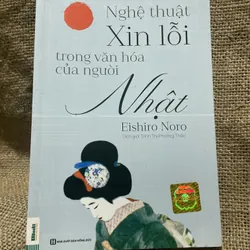 Nghệ thuật
Xin lỗi
trong văn hóa
của người
Nhật
Eishiro Noro